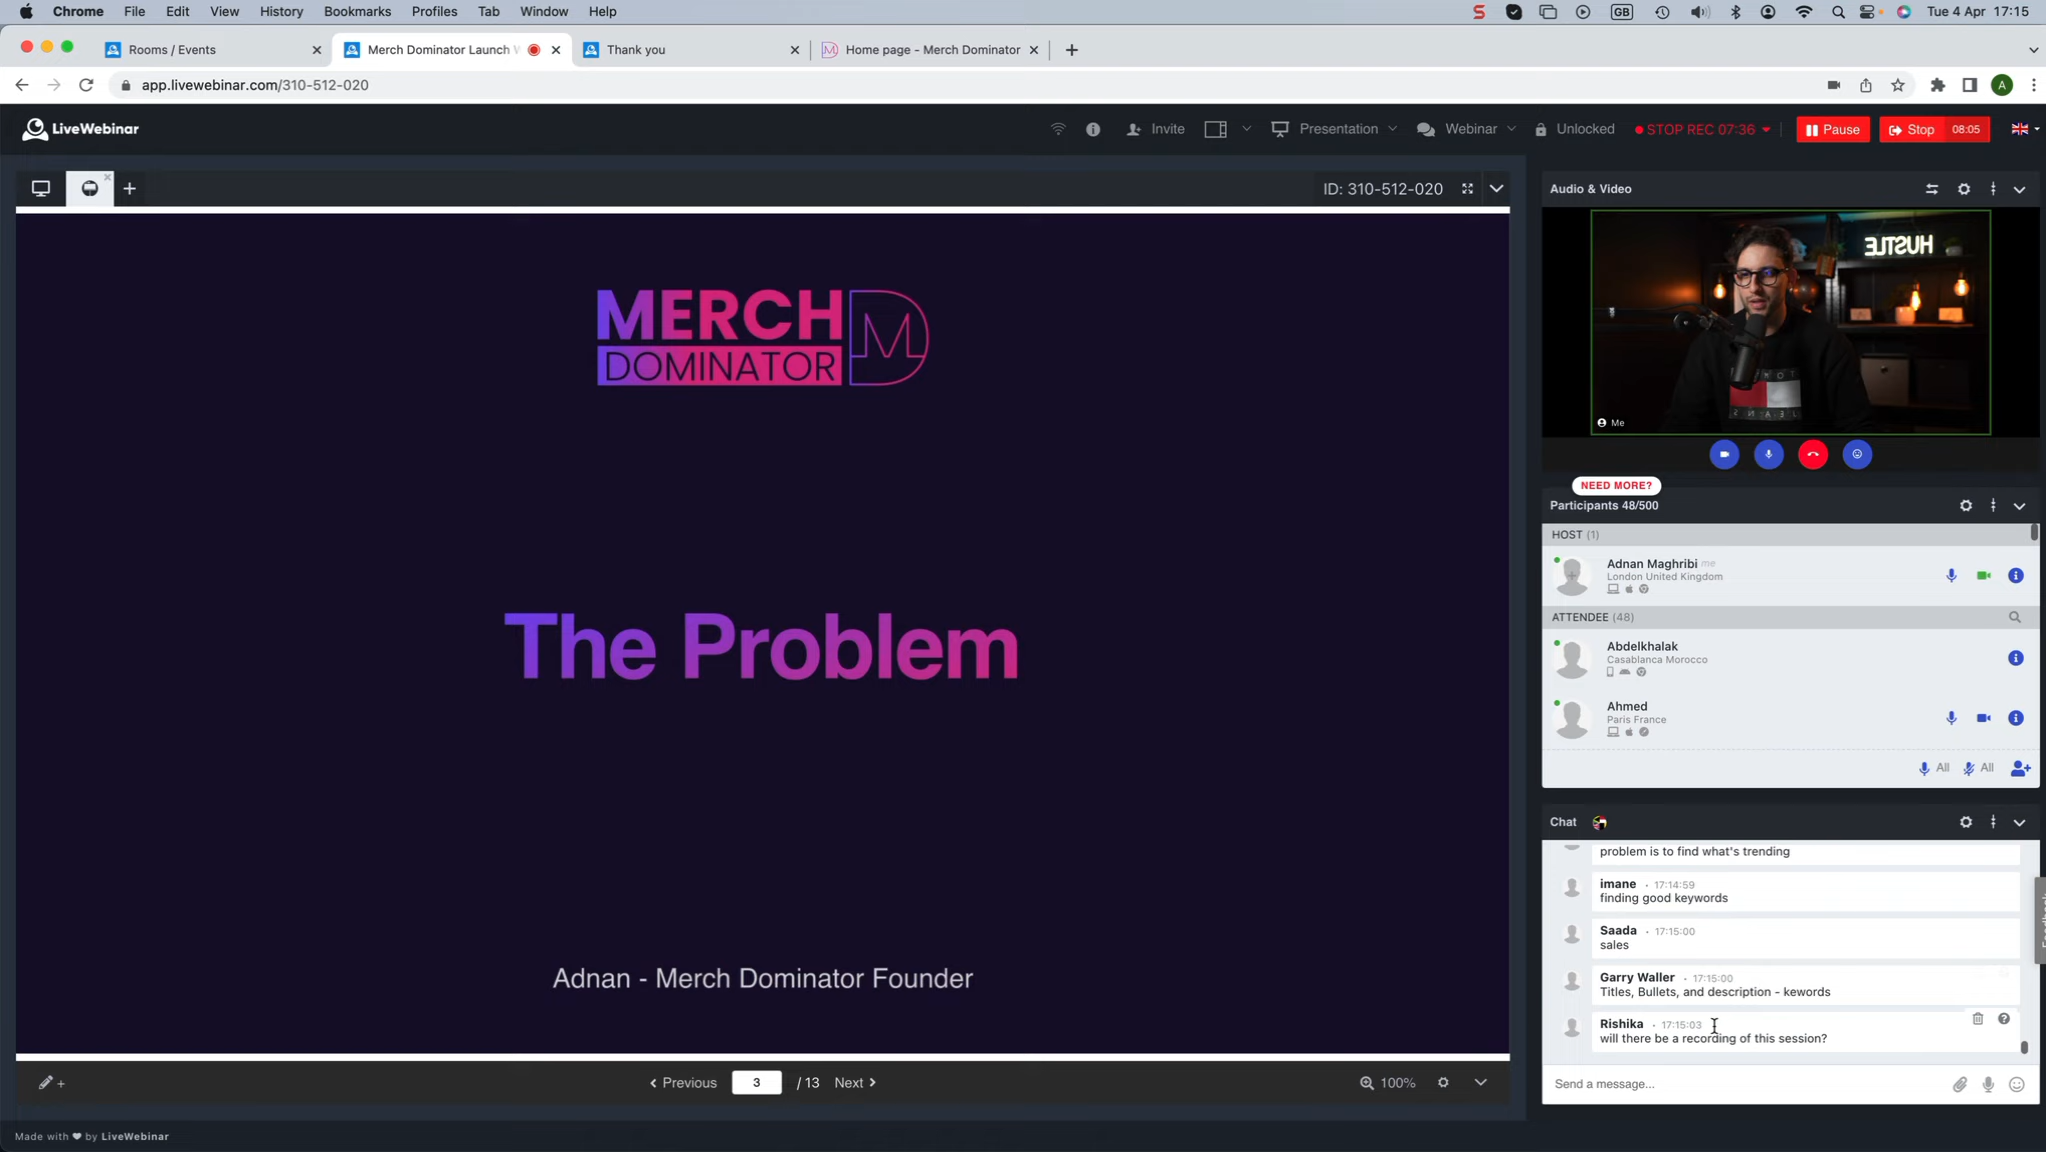 Chrome File Edit View History Bookmarks Profiles Tab Window Help GB Tue 4 Apr 17:15
Rooms / Events Merch Dominator Launch Thank you Home page - Merch Dominator
app.livewebinar.com/310-512-020 A
LiveWebinar Invite Presentation Webinar Unlocked STOP REC 07:36 Pause Stop 08:05
ID: 310-512-020
Audio & Video
HUSTLE
MERCH
DOMINATOR
Me
NEED MORE?
Participants 48/500
HOST (1)
Adnan Maghribi me
London United Kingdom
ATTENDEE (48)
Abdelkhalak
Casablanca Morocco
Ahmed
Paris France
All All
The Problem
Adnan - Merch Dominator Founder
Chat
problem is to find what's trending
imane · 17:14:59
finding good keywords
Saada · 17:15:00
sales
Garry Waller · 17:15:00
Titles, Bullets, and description - kewords
Rishika · 17:15:03
will there be a recording of this session?
Send a message...
Previous 3 / 13 Next 100%
Made with ❤ by LiveWebinar